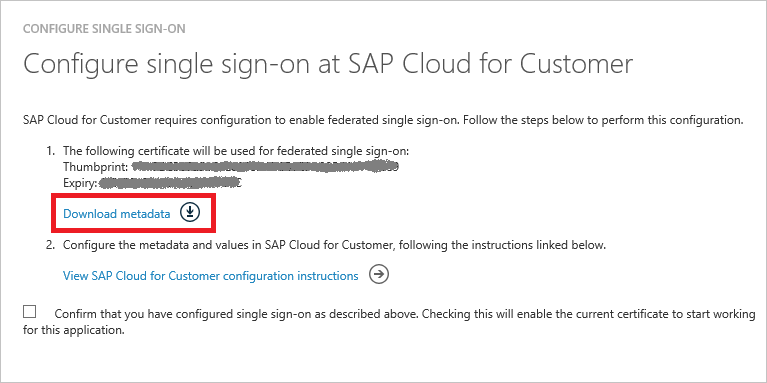 CONFIGURE SINGLE SIGN-ON
Configure single sign-on at SAP Cloud for Customer
SAP Cloud for Customer requires configuration to enable federated single sign-on. Follow the steps below to perform this configuration.
1. The following certificate will be used for federated single sign-on:
Thumbprint:
Expiry:
Download metadata
2. Configure the metadata and values in SAP Cloud for Customer, following the instructions linked below.
View SAP Cloud for Customer configuration instructions
Confirm that you have configured single sign-on as described above. Checking this will enable the current certificate to start working
for this application.